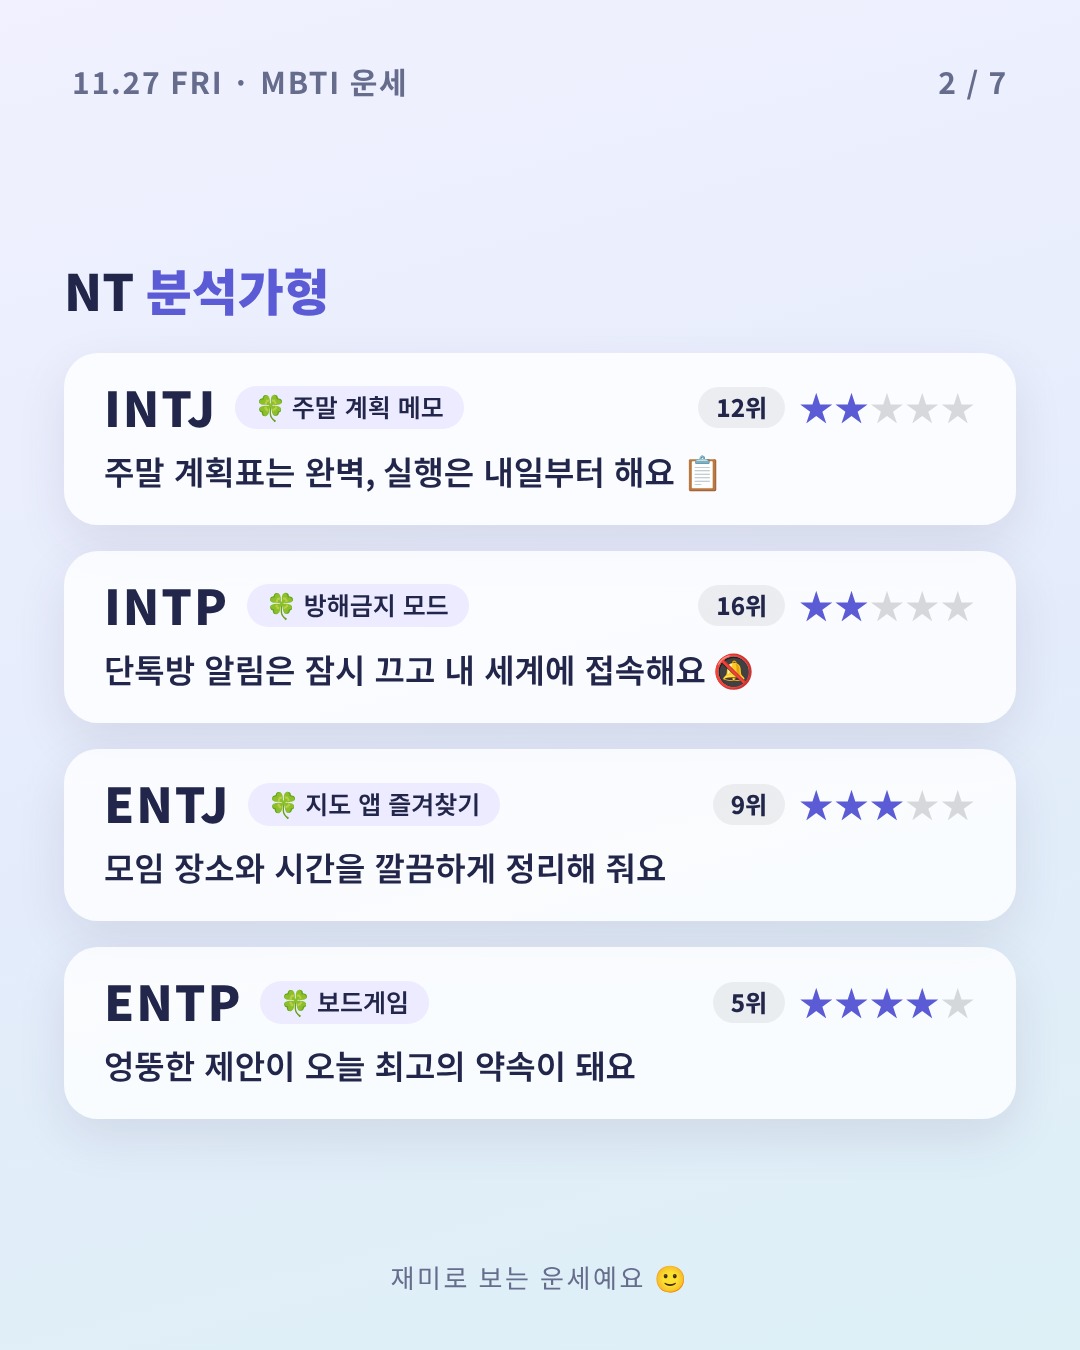 11.27 FRI · MBTI 운세
2 / 7
NT 분석가형
INTJ 🍀 주말 계획 메모 12위 ★★★★★
주말 계획표는 완벽, 실행은 내일부터 해요 📋
INTP 🍀 방해금지 모드 16위 ★★★★★
단톡방 알림은 잠시 끄고 내 세계에 접속해요 🔕
ENTJ 🍀 지도 앱 즐겨찾기 9위 ★★★★★
모임 장소와 시간을 깔끔하게 정리해 줘요
ENTP 🍀 보드게임 5위 ★★★★★
엉뚱한 제안이 오늘 최고의 약속이 돼요
재미로 보는 운세예요 🙂